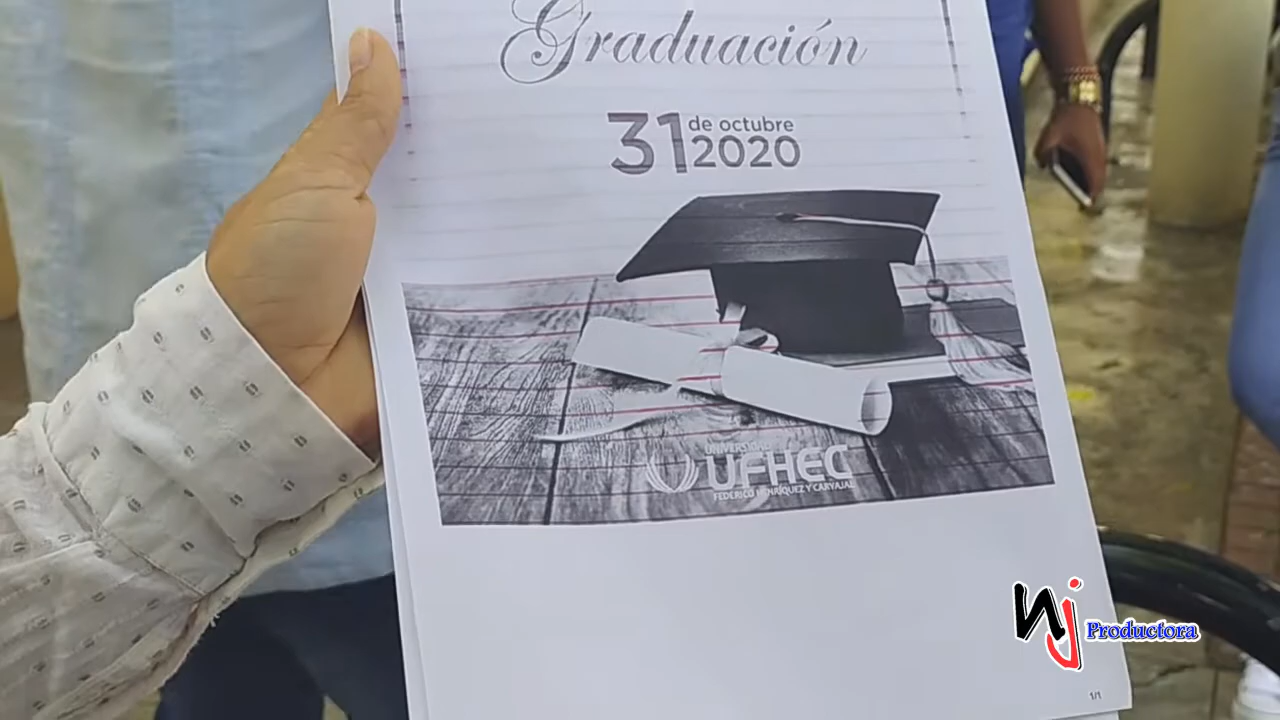 Graduación
31 de octubre
2020
UNIVERSIDAD
UFHEC
FEDERICO HENRÍQUEZ Y CARVAJAL
nj Productora
1/1